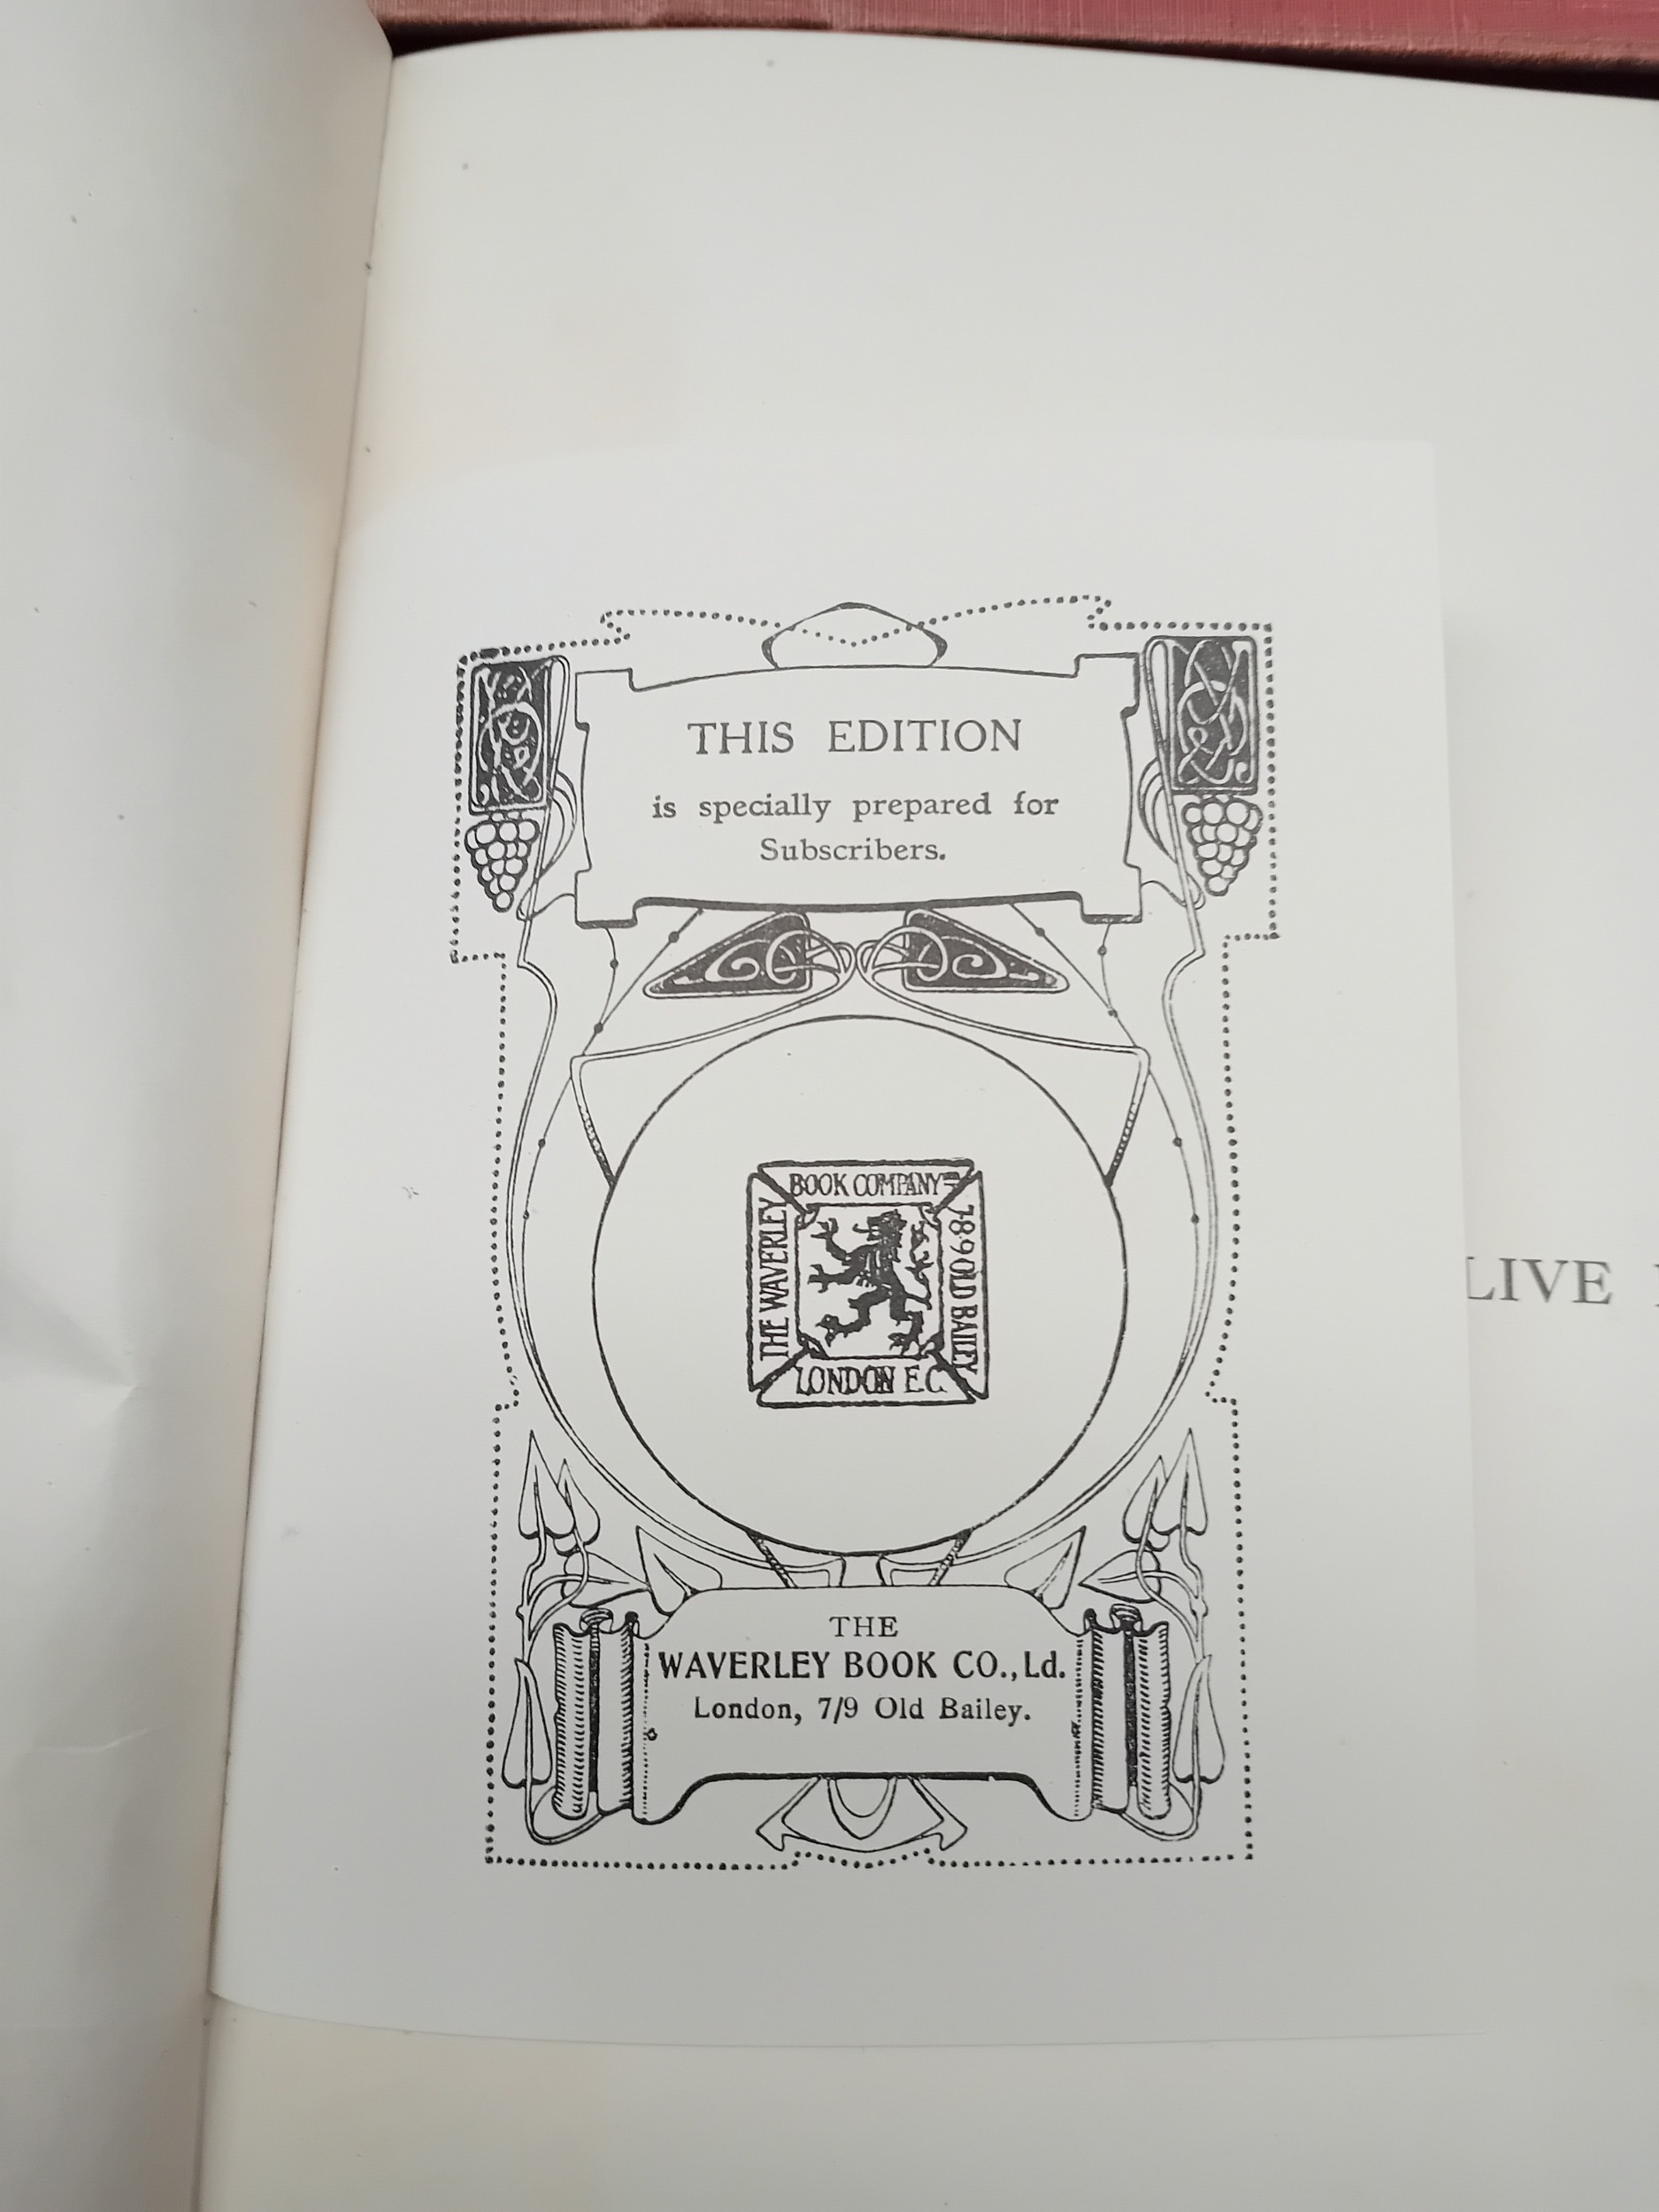 THIS EDITION
is specially prepared for
Subscribers.
THE WAVERLEY
BOOK COMPANY LTD
7·8·9 OLD BAILEY
LONDON E.C.
LIVE
THE
WAVERLEY BOOK CO., Ld.
London, 7/9 Old Bailey.